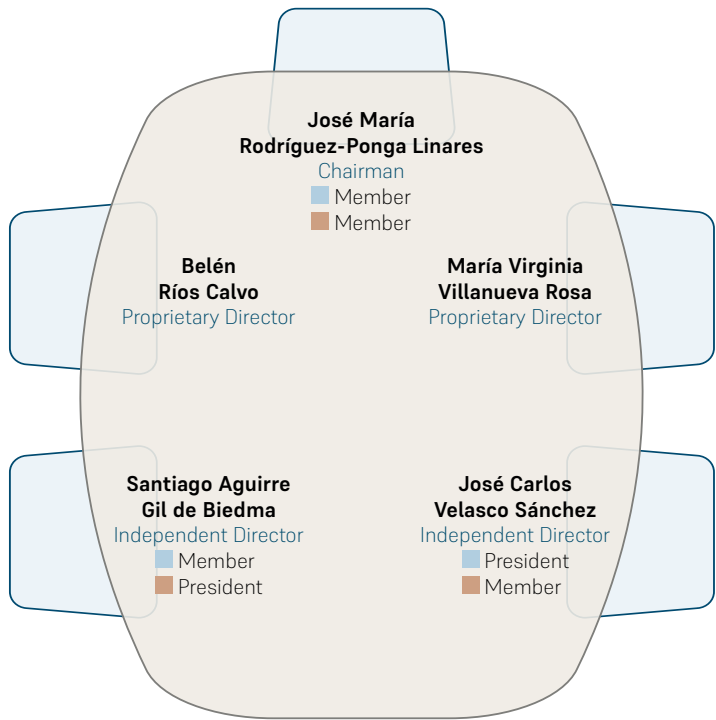 José María
Rodríguez-Ponga Linares
Chairman
Member
Member
Belén
Ríos Calvo
Proprietary Director
María Virginia
Villanueva Rosa
Proprietary Director
Santiago Aguirre
Gil de Biedma
Independent Director
Member
President
José Carlos
Velasco Sánchez
Independent Director
President
Member